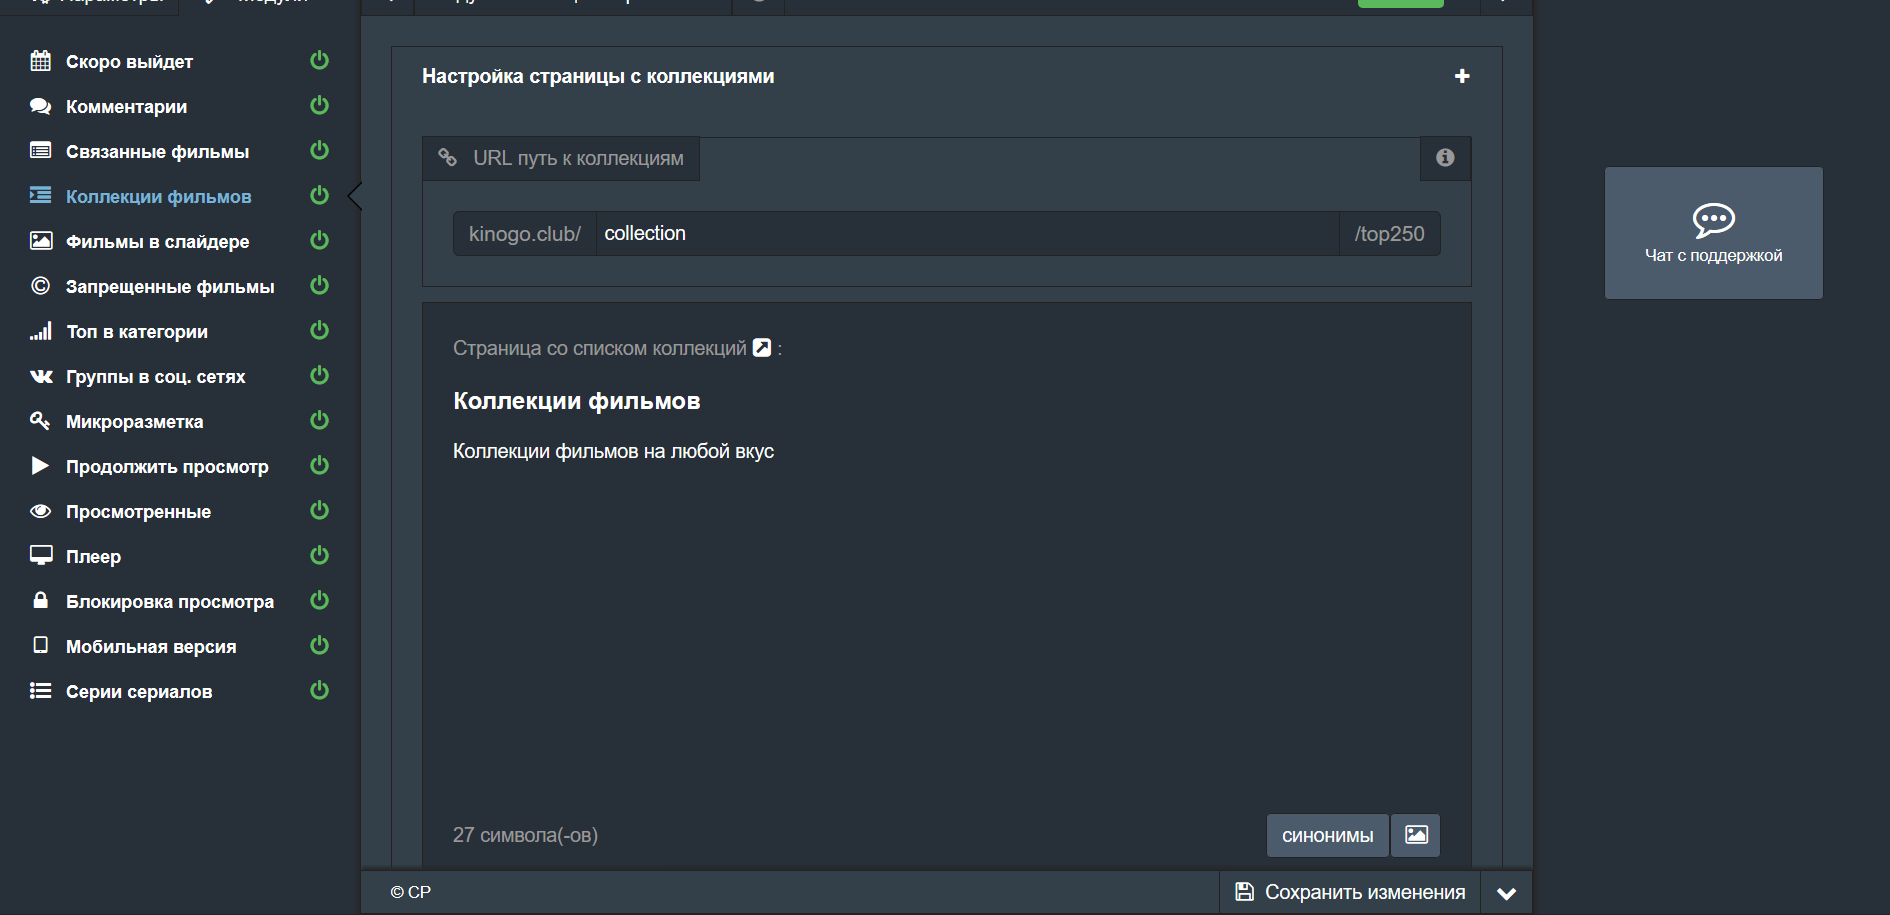 Скоро выйдет
Комментарии
Связанные фильмы
Коллекции фильмов
Фильмы в слайдере
Запрещенные фильмы
Топ в категории
Группы в соц. сетях
Микроразметка
Продолжить просмотр
Просмотренные
Плеер
Блокировка просмотра
Мобильная версия
Серии сериалов
Настройка страницы с коллекциями
URL путь к коллекциям
kinogo.club/ collection /top250
Страница со списком коллекций :
Коллекции фильмов
Коллекции фильмов на любой вкус
27 символа(-ов)
синонимы
© CP
Сохранить изменения
Чат с поддержкой